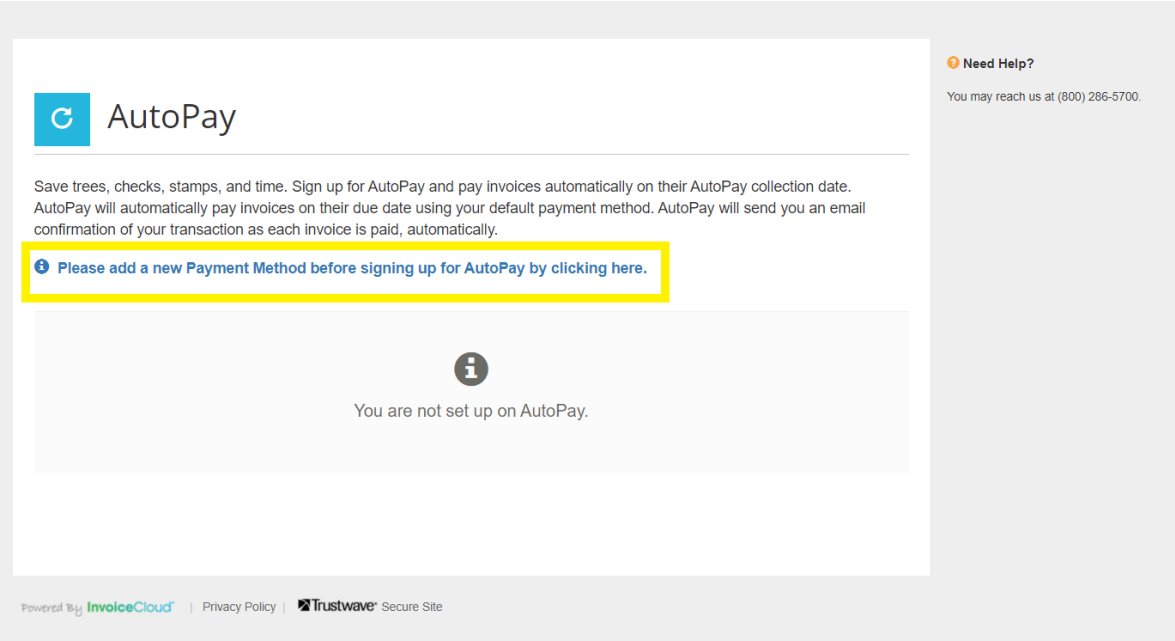 AutoPay
Save trees, checks, stamps, and time. Sign up for AutoPay and pay invoices automatically on their AutoPay collection date.
AutoPay will automatically pay invoices on their due date using your default payment method. AutoPay will send you an email
confirmation of your transaction as each invoice is paid, automatically.
Please add a new Payment Method before signing up for AutoPay by clicking here.
You are not set up on AutoPay.
Need Help?
You may reach us at (800) 286-5700.
Powered By InvoiceCloud | Privacy Policy | Trustwave Secure Site